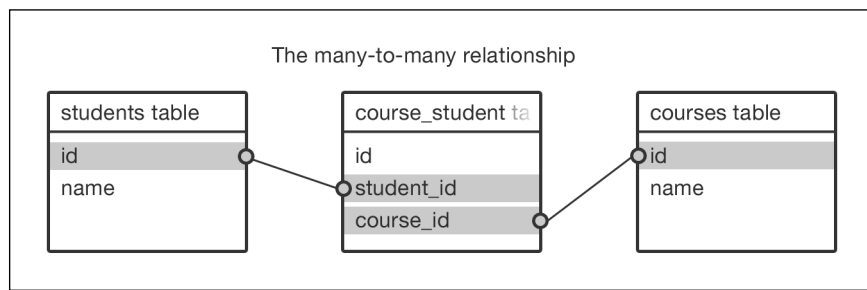 The many-to-many relationship
students table
id
name
course_student ta
id
student_id
course_id
courses table
id
name